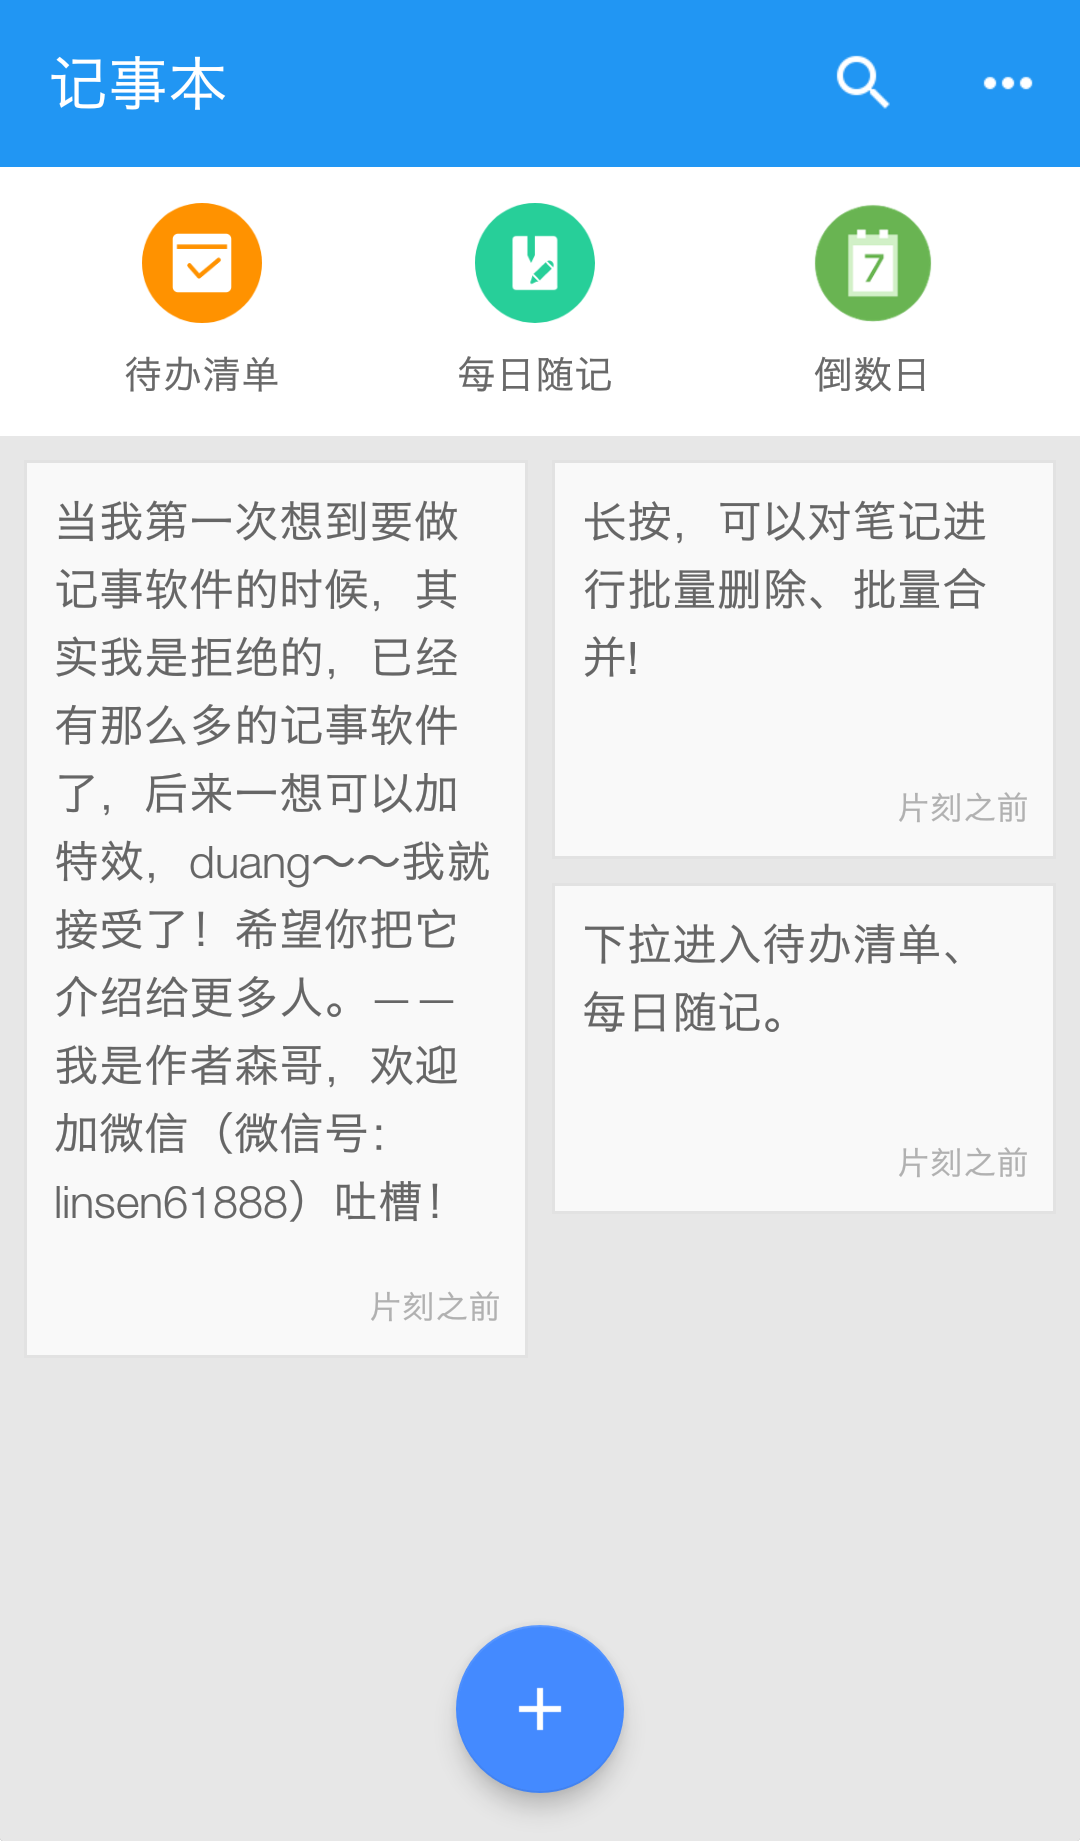 记事本
待办清单
每日随记
7
倒数日
当我第一次想到要做
记事软件的时候，其
实我是拒绝的，已经
有那么多的记事软件
了，后来一想可以加
特效，duang～～我就
接受了！希望你把它
介绍给更多人。——
我是作者森哥，欢迎
加微信（微信号：
linsen61888）吐槽！
片刻之前
长按，可以对笔记进
行批量删除、批量合
并!
片刻之前
下拉进入待办清单、
每日随记。
片刻之前